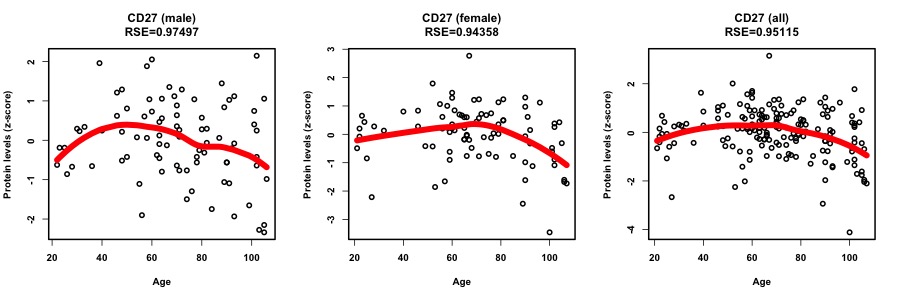 CD27 (male)
RSE=0.97497
Protein levels (z-score)
2
1
0
-1
-2
20 40 60 80 100
Age
CD27 (female)
RSE=0.94358
Protein levels (z-score)
3
2
1
0
-1
-2
-3
20 40 60 80 100
Age
CD27 (all)
RSE=0.95115
Protein levels (z-score)
2
0
-2
-4
20 40 60 80 100
Age